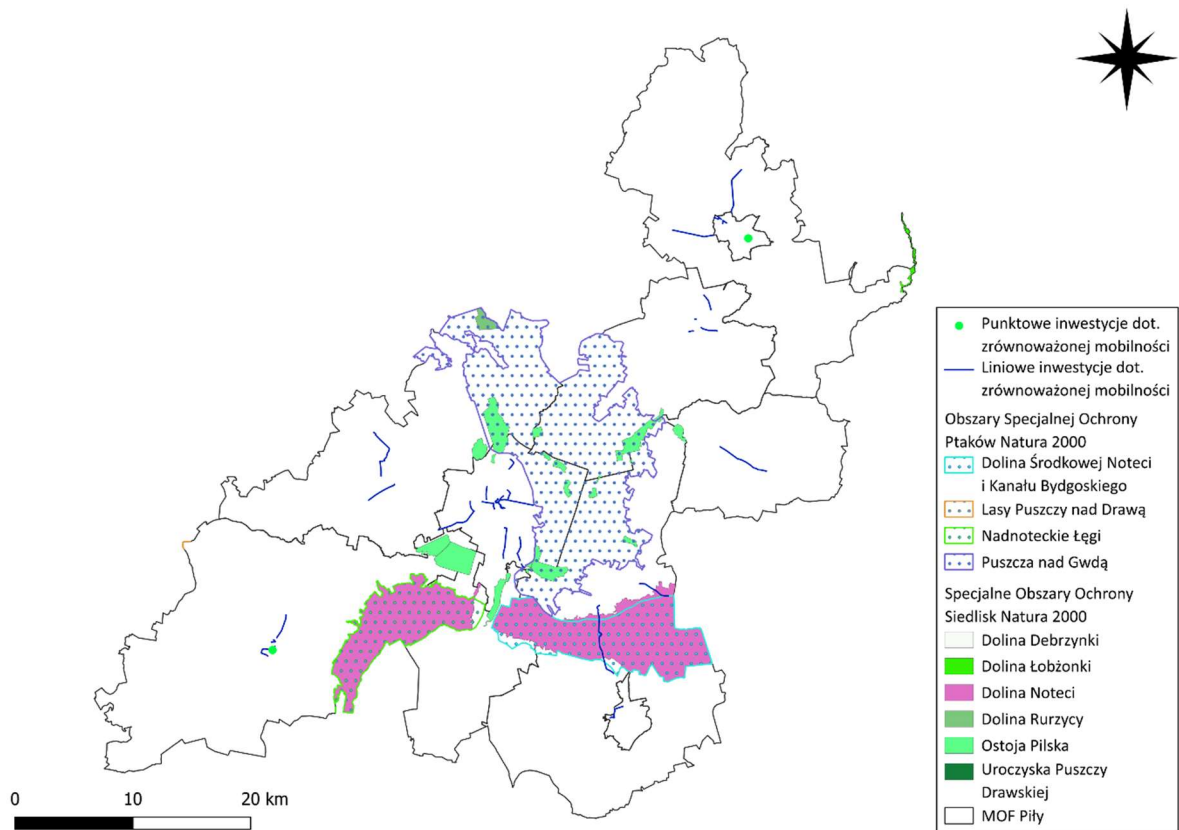 Punktowe inwestycje dot.
zrównoważonej mobilności
Liniowe inwestycje dot.
zrównoważonej mobilności
Obszary Specjalnej Ochrony
Ptaków Natura 2000
Dolina Środkowej Noteci
i Kanału Bydgoskiego
Lasy Puszczy nad Drawą
Nadnoteckie Łęgi
Puszcza nad Gwdą
Specjalne Obszary Ochrony
Siedlisk Natura 2000
Dolina Debrzynki
Dolina Łobżonki
Dolina Noteci
Dolina Rurzycy
Ostoja Pilska
Uroczyska Puszczy
Drawskiej
MOF Piły
0 10 20 km